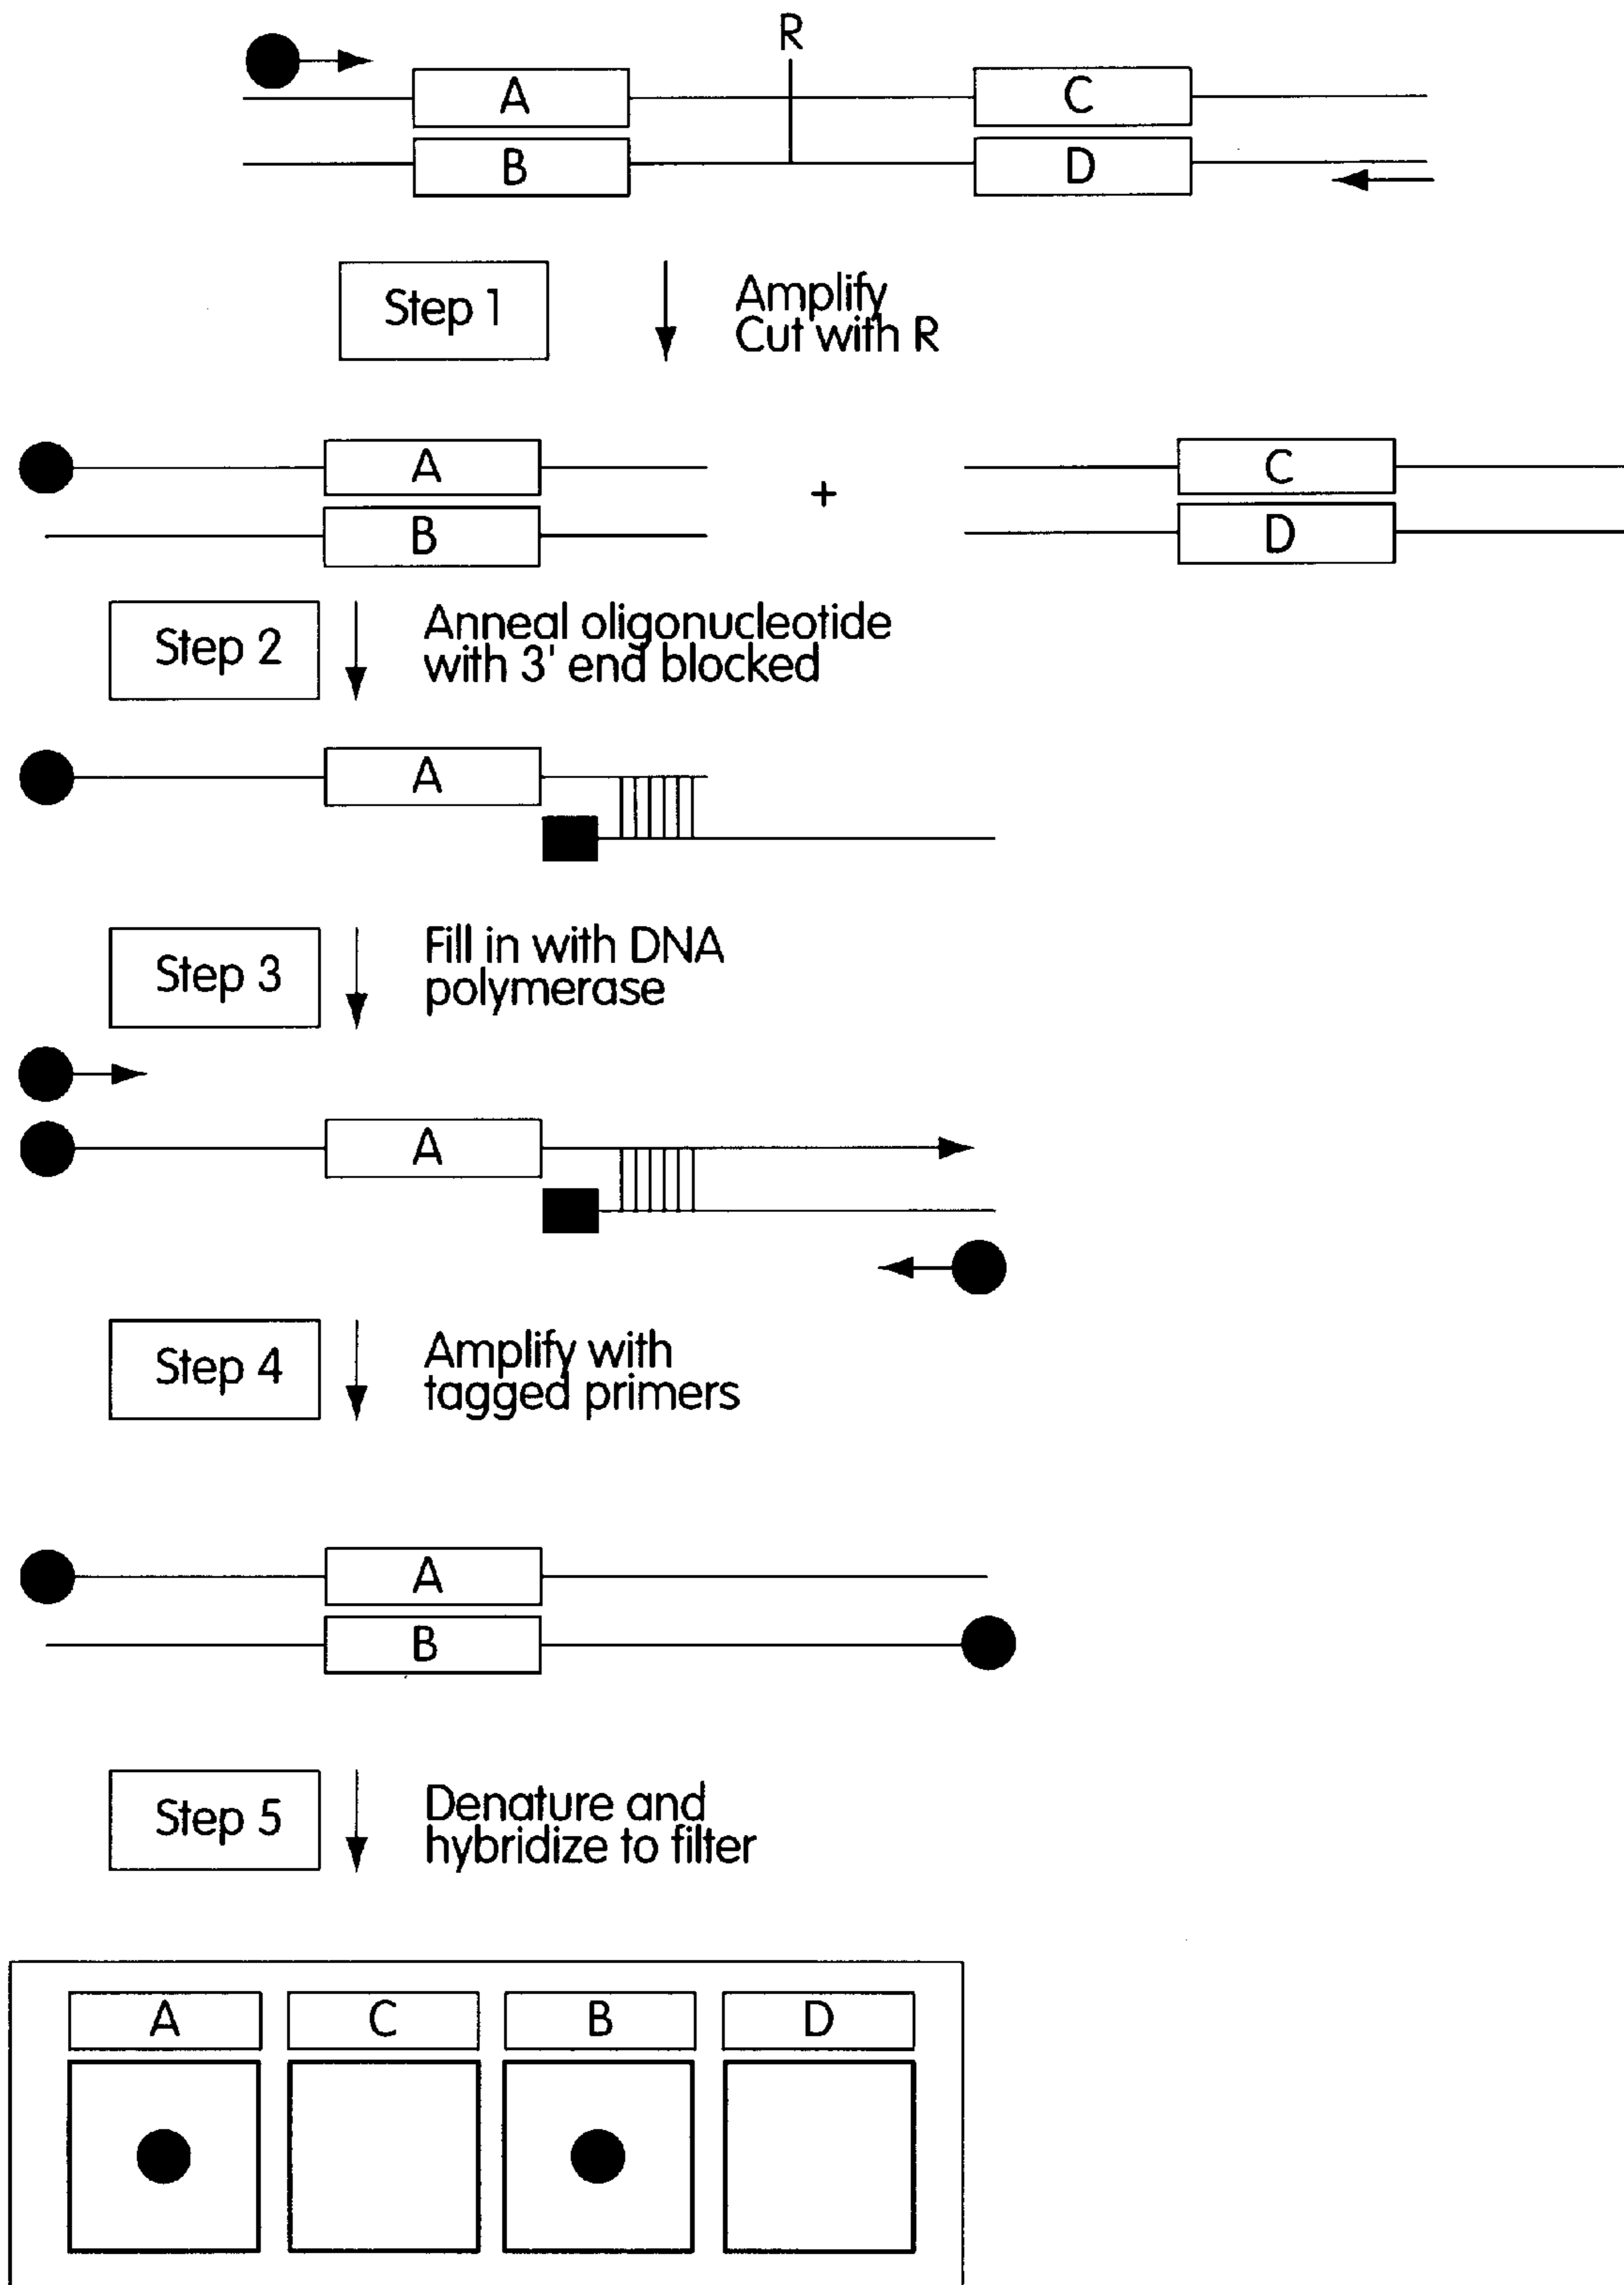 R
A
C
B
D
Step 1
Amplify
Cut with R
A
C
+
B
D
Step 2
Anneal oligonucleotide
with 3' end blocked
A
Step 3
Fill in with DNA
polymerase
A
Step 4
Amplify with
tagged primers
A
B
Step 5
Denature and
hybridize to filter
A C B D